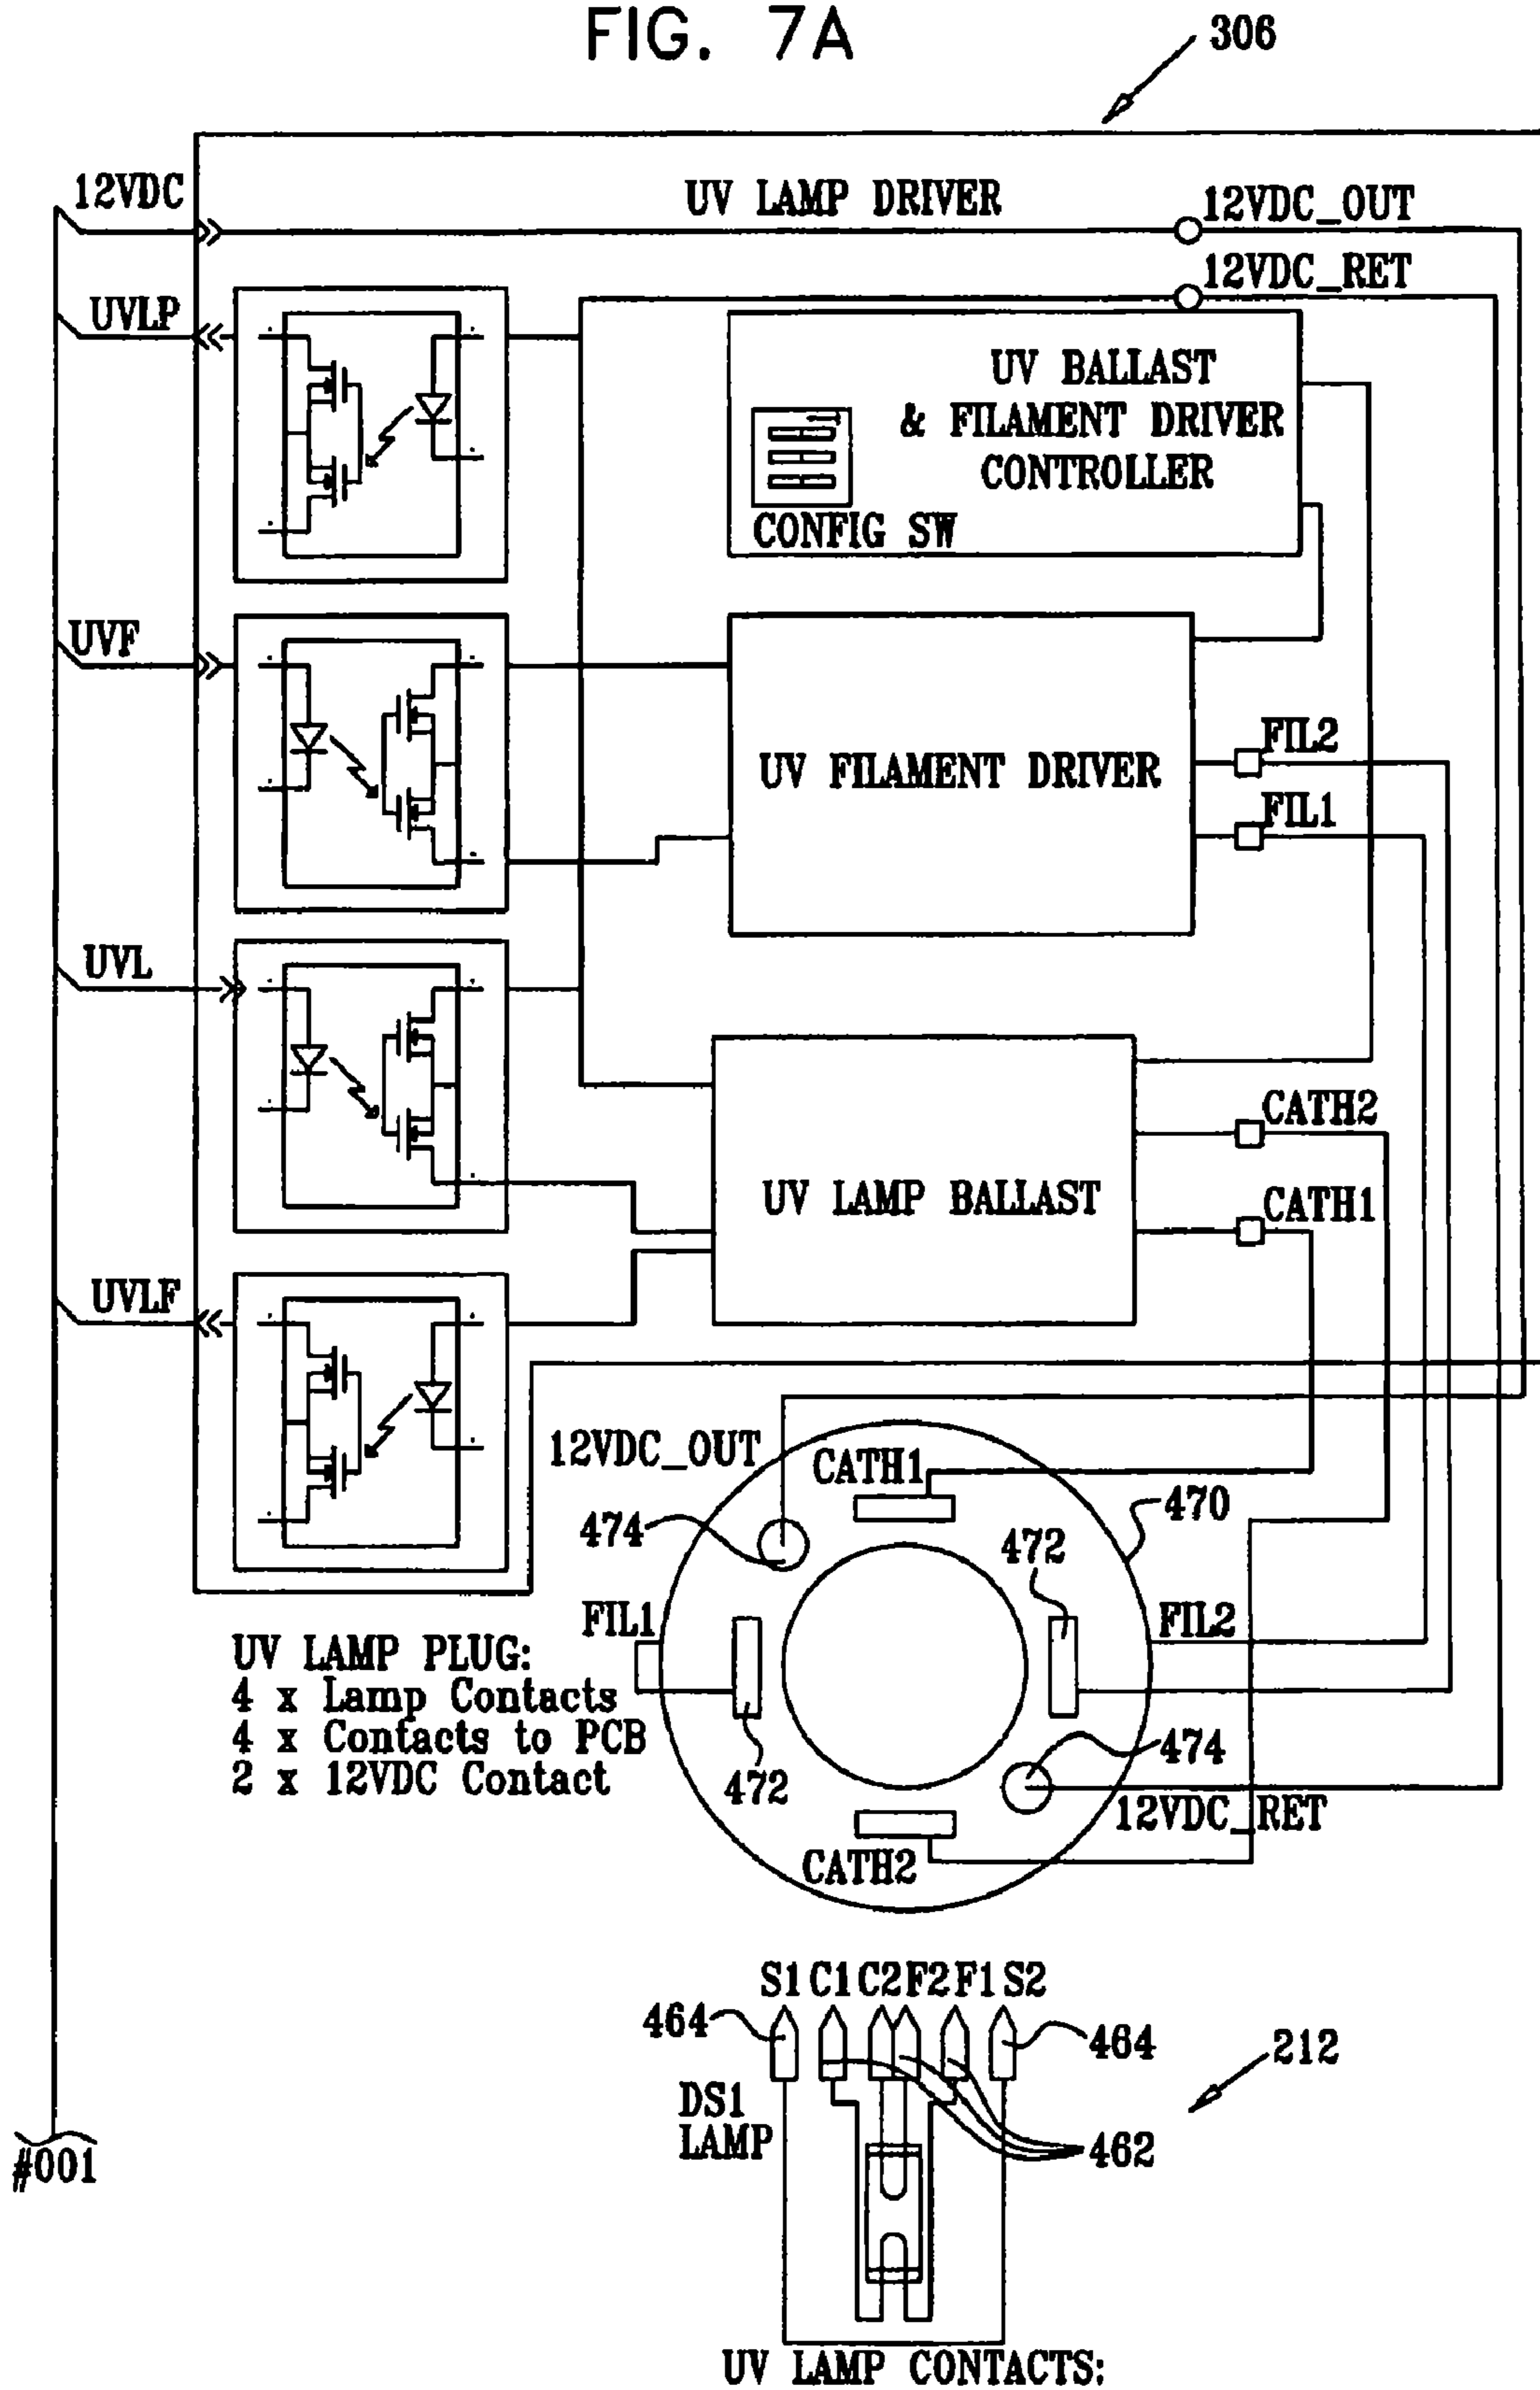 FIG. 7A
306
12VDC
UV LAMP DRIVER
12VDC_OUT
12VDC_RET
UVLP
UV BALLAST
& FILAMENT DRIVER
CONTROLLER
CONFIG SW
UVF
FIL2
UV FILAMENT DRIVER
FIL1
UVL
CATH2
UV LAMP BALLAST
CATH1
UVLF
12VDC_OUT
CATH1
470
474
472
FIL1
FIL2
UV LAMP PLUG:
4 x Lamp Contacts
4 x Contacts to PCB
2 x 12VDC Contact
474
472
12VDC_RET
CATH2
S1 C1 C2 F2 F1 S2
464
464
212
DS1
LAMP
462
#001
UV LAMP CONTACTS: